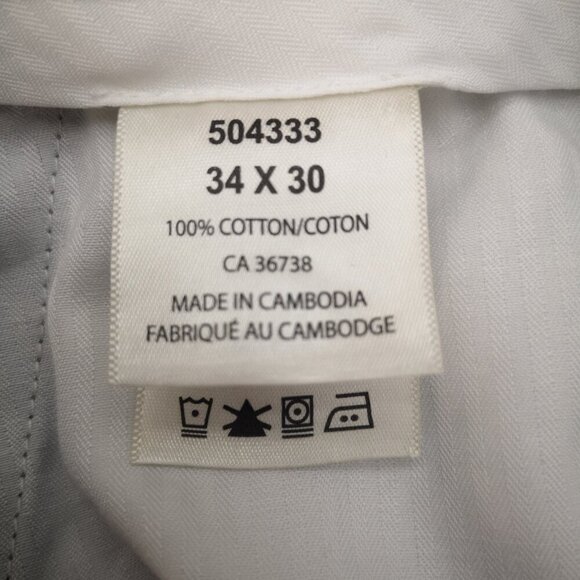 504333
34 X 30
100% COTTON/COTON
CA 36738
MADE IN CAMBODIA
FABRIQUÉ AU CAMBODGE